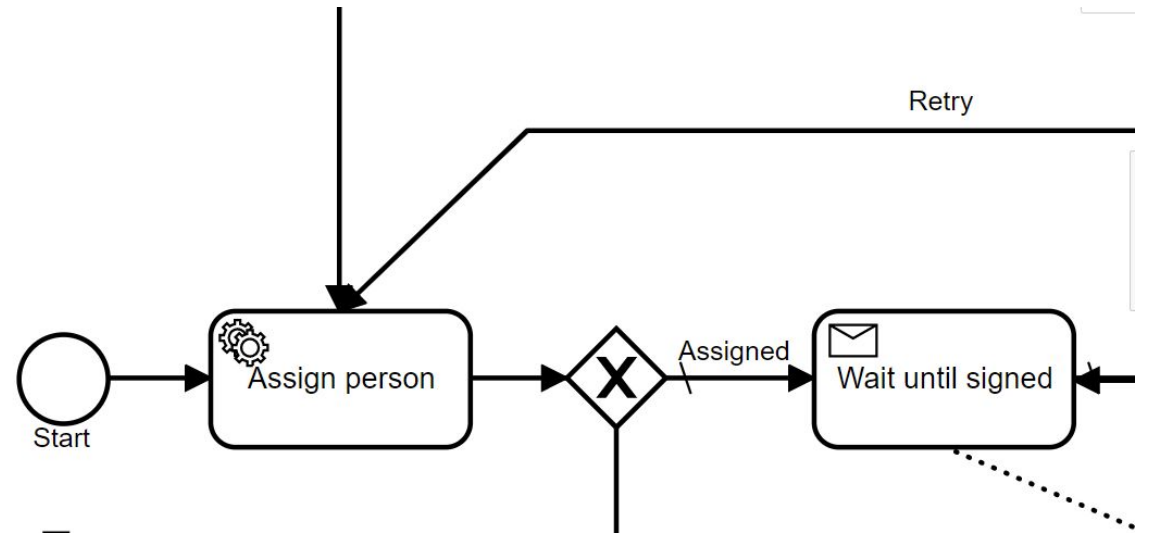 Retry
Assigned
Assign person
Wait until signed
Start